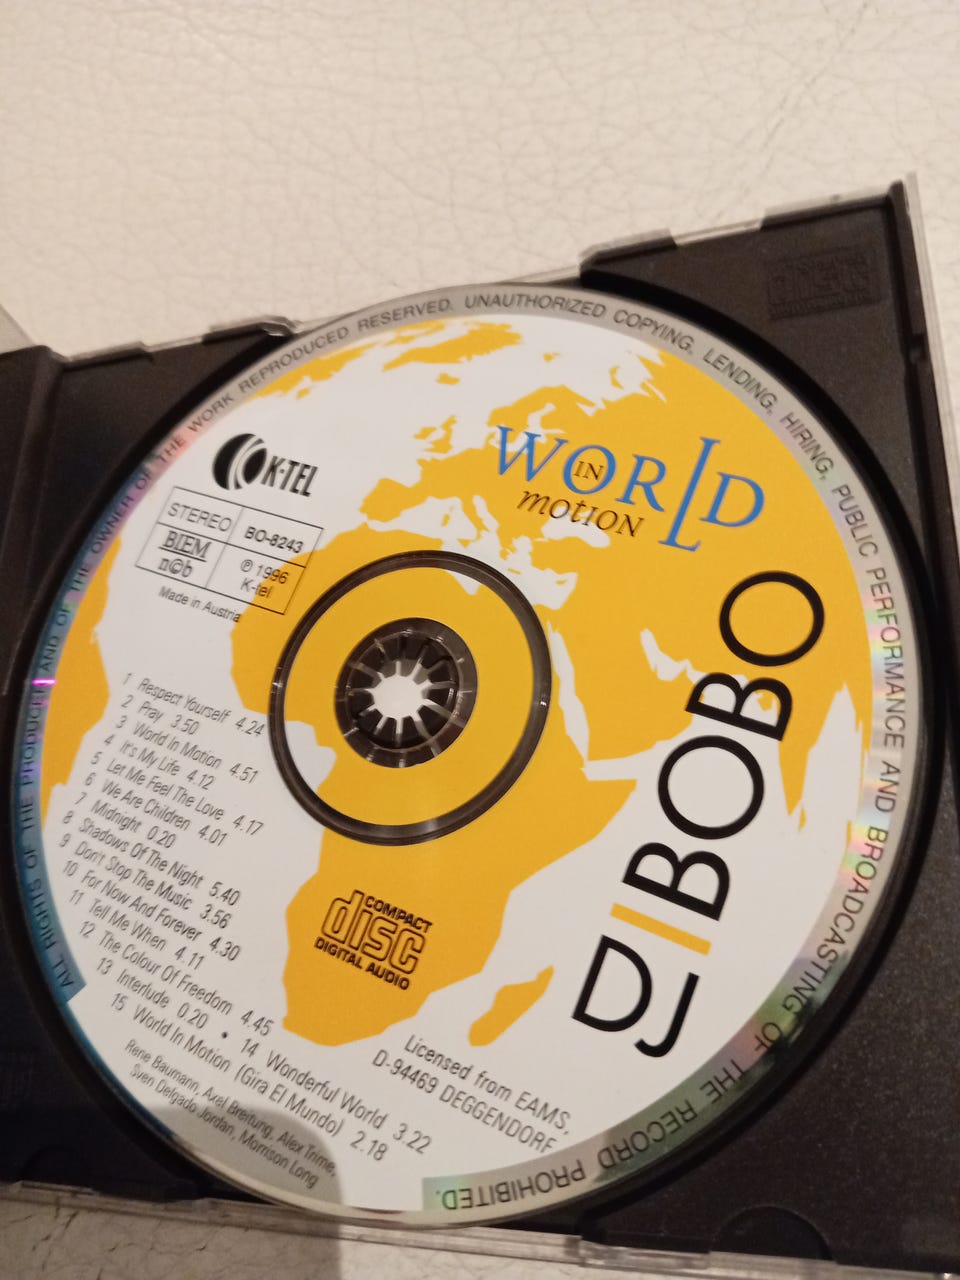 ALL RIGHTS OF THE PRODUCER AND OF THE OWNER OF THE WORK REPRODUCED RESERVED. UNAUTHORIZED COPYING, LENDING, HIRING, PUBLIC PERFORMANCE AND BROADCASTING OF THE RECORD PROHIBITED.
K-TEL
STEREO
BO-8243
BIEM
n©b
℗ 1996
K-tel
Made in Austria
WORLD
IN
motion
DJ BOBO
1 Respect Yourself 4.24
2 Pray 3.50
3 World In Motion 4.51
4 It's My Life 4.12
5 Let Me Feel The Love 4.17
6 We Are Children 4.01
7 Midnight 0.20
8 Shadows Of The Night 5.40
9 Don't Stop The Music 3.56
10 For Now And Forever 4.30
11 Tell Me When 4.11
12 The Colour Of Freedom 4.45
13 Interlude 0.20 • 14 Wonderful World 3.22
15 World In Motion (Gira El Mundo) 2.18
Rene Baumann, Axel Breitung, Alex Trime,
Sven Delgado Jordan, Morrison Long
COMPACT
disc
DIGITAL AUDIO
Licensed from EAMS,
D-94469 DEGGENDORF